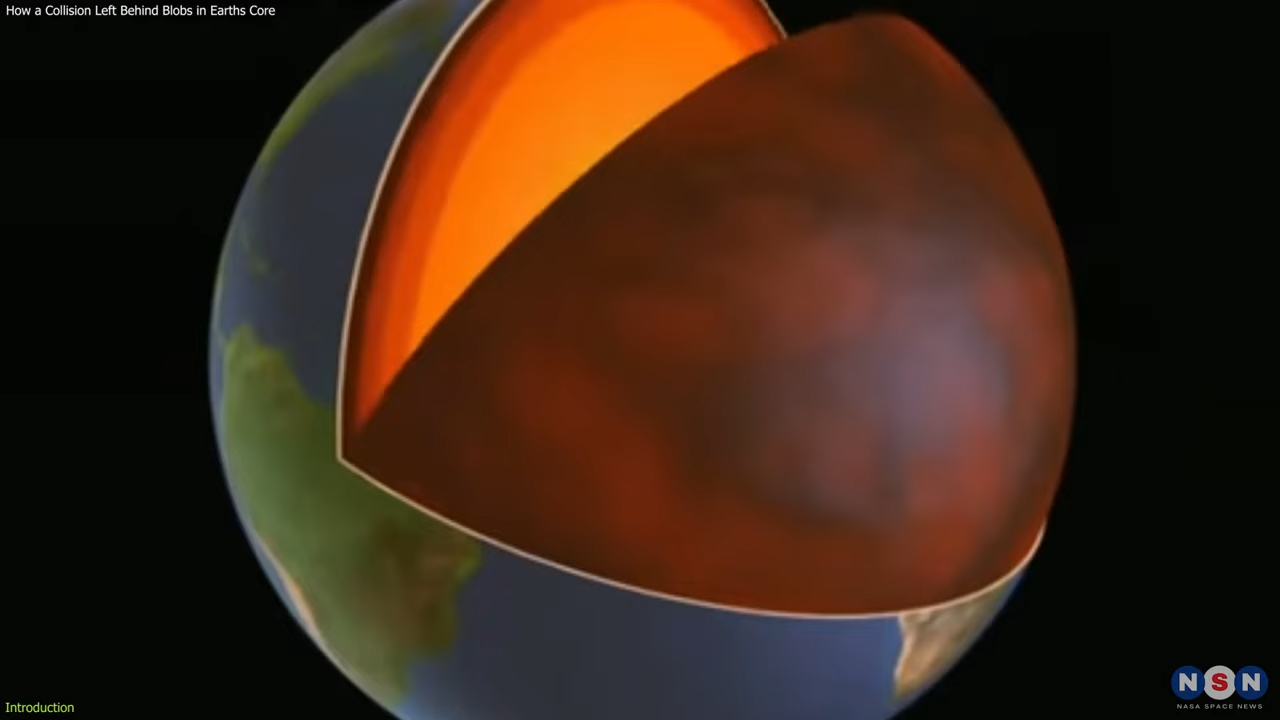 How a Collision Left Behind Blobs in Earths Core
Introduction
NSN
NASA SPACE NEWS